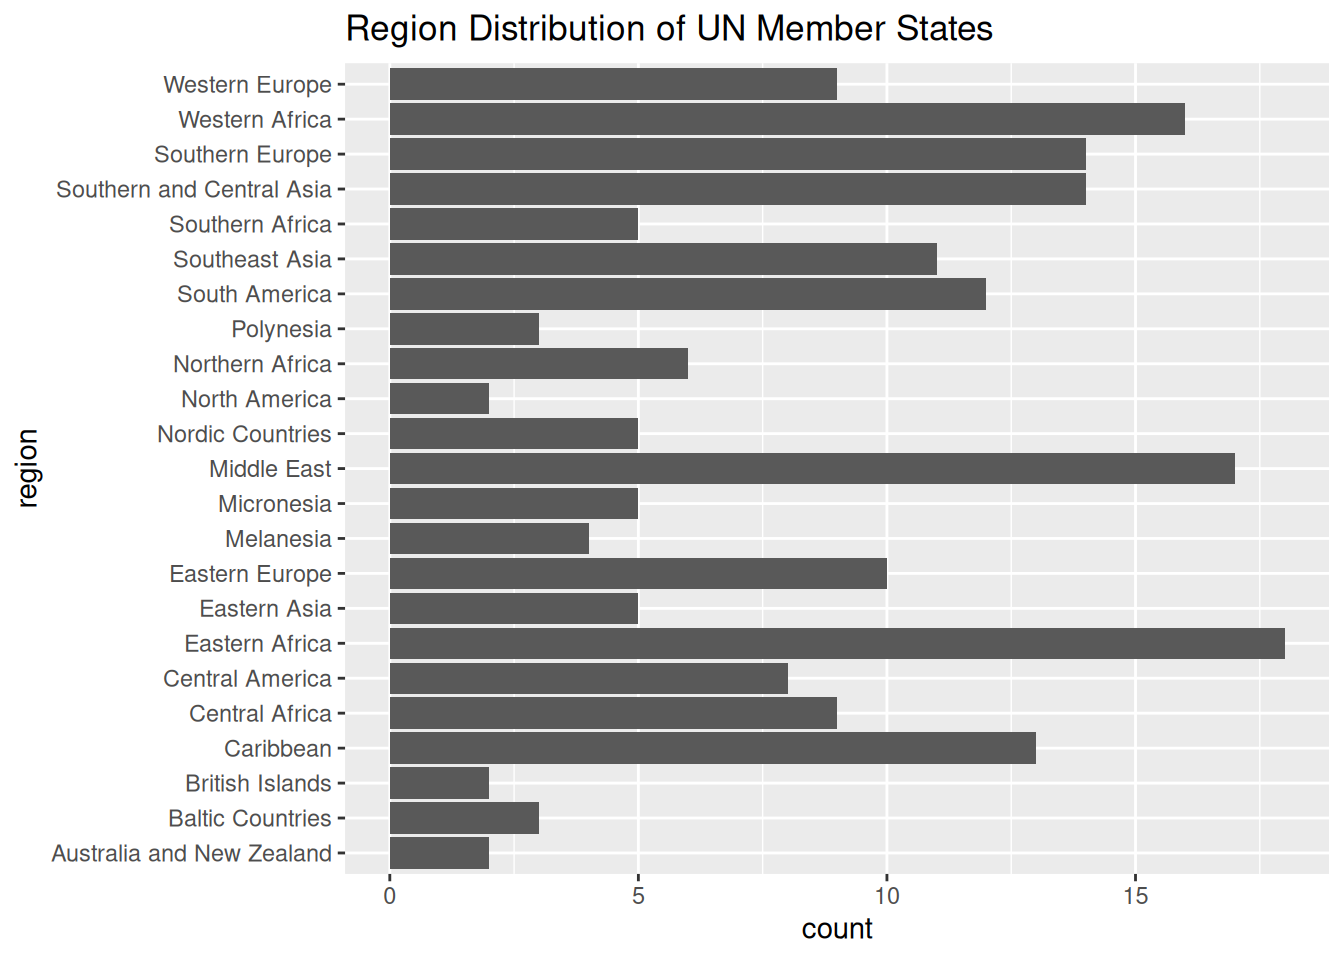 Region Distribution of UN Member States
Western Europe
Western Africa
Southern Europe
Southern and Central Asia
Southern Africa
Southeast Asia
South America
Polynesia
Northern Africa
North America
Nordic Countries
Middle East
Micronesia
Melanesia
Eastern Europe
Eastern Asia
Eastern Africa
Central America
Central Africa
Caribbean
British Islands
Baltic Countries
Australia and New Zealand
region
0 5 10 15
count